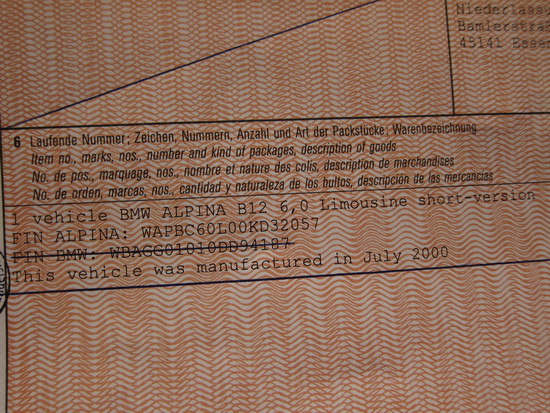 Niederlass
Bamlerstraß
45141 Esse
6 Laufende Nummer; Zeichen, Nummern, Anzahl und Art der Packstücke; Warenbezeichnung
Item no., marks, nos., number and kind of packages, description of goods
No. de pos., marquage, nos., nombre et nature des colis, description de marchandises
No. de orden, marcas, nos., cantidad y naturaleza de los bultos, descripción de las mercancias
1 vehicle BMW ALPINA B12 6,0 Limousine short-version
FIN ALPINA: WAPBC60L00KD32057
FIN BMW: WBAGG01010DD94187
This vehicle was manufactured in July 2000